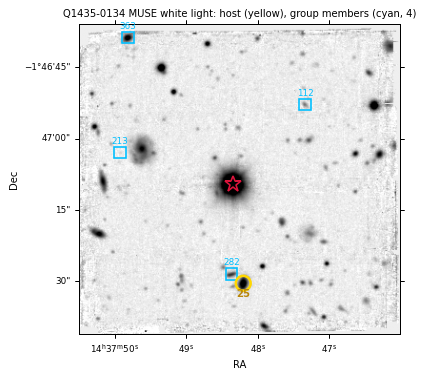 Q1435-0134 MUSE white light: host (yellow), group members (cyan, 4)
363
−1°46'45"
112
47'00"
213
Dec
15"
282
30"
25
14ʰ37ᵐ50ˢ 49ˢ 48ˢ 47ˢ
RA